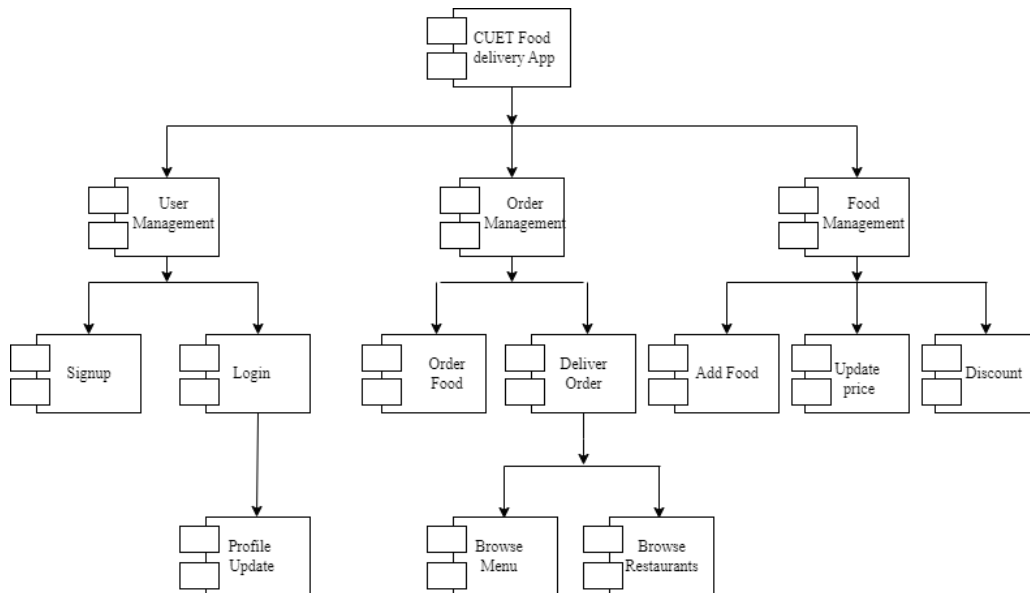 CUET Food
delivery App
User
Management
Order
Management
Food
Management
Signup
Login
Order
Food
Deliver
Order
Add Food
Update
price
Discount
Profile
Update
Browse
Menu
Browse
Restaurants